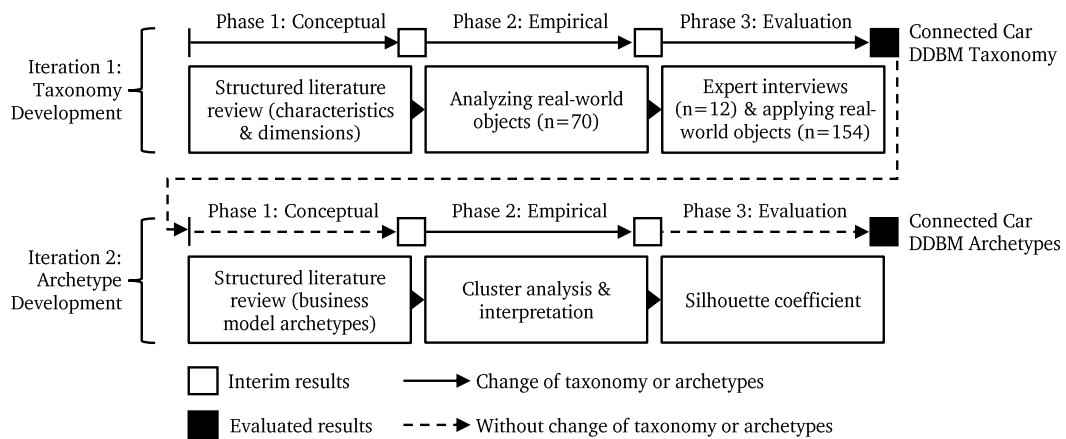 Phase 1: Conceptual
Phase 2: Empirical
Phrase 3: Evaluation
Connected Car
DDBM Taxonomy
Iteration 1:
Taxonomy
Development
Structured literature
review (characteristics
& dimensions)
Analyzing real-world
objects (n=70)
Expert interviews
(n=12) & applying real-
world objects (n=154)
Phase 1: Conceptual
Phase 2: Empirical
Phase 3: Evaluation
Connected Car
DDBM Archetypes
Iteration 2:
Archetype
Development
Structured literature
review (business
model archetypes)
Cluster analysis &
interpretation
Silhouette coefficient
Interim results
Change of taxonomy or archetypes
Evaluated results
Without change of taxonomy or archetypes